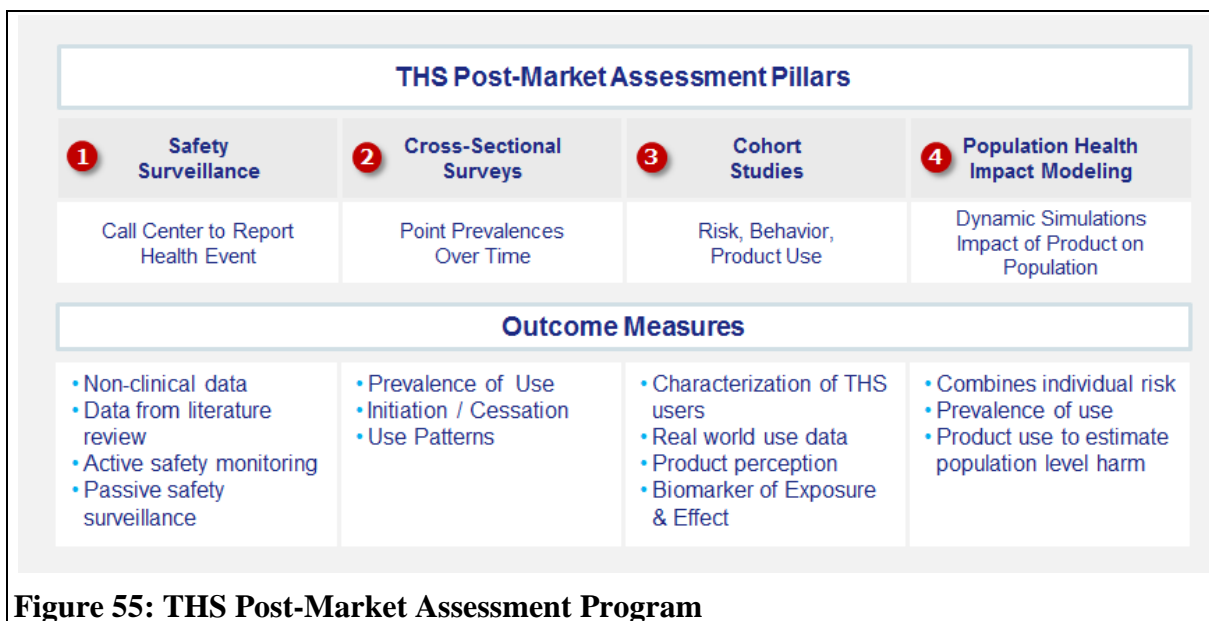 THS Post-Market Assessment Pillars
1
Safety
Surveillance
2
Cross-Sectional
Surveys
3
Cohort
Studies
4
Population Health
Impact Modeling
Call Center to Report
Health Event
Point Prevalences
Over Time
Risk, Behavior,
Product Use
Dynamic Simulations
Impact of Product on
Population
Outcome Measures
• Non-clinical data
• Data from literature
review
• Active safety monitoring
• Passive safety
surveillance
• Prevalence of Use
• Initiation / Cessation
• Use Patterns
• Characterization of THS
users
• Real world use data
• Product perception
• Biomarker of Exposure
& Effect
• Combines individual risk
• Prevalence of use
• Product use to estimate
population level harm
Figure 55: THS Post-Market Assessment Program